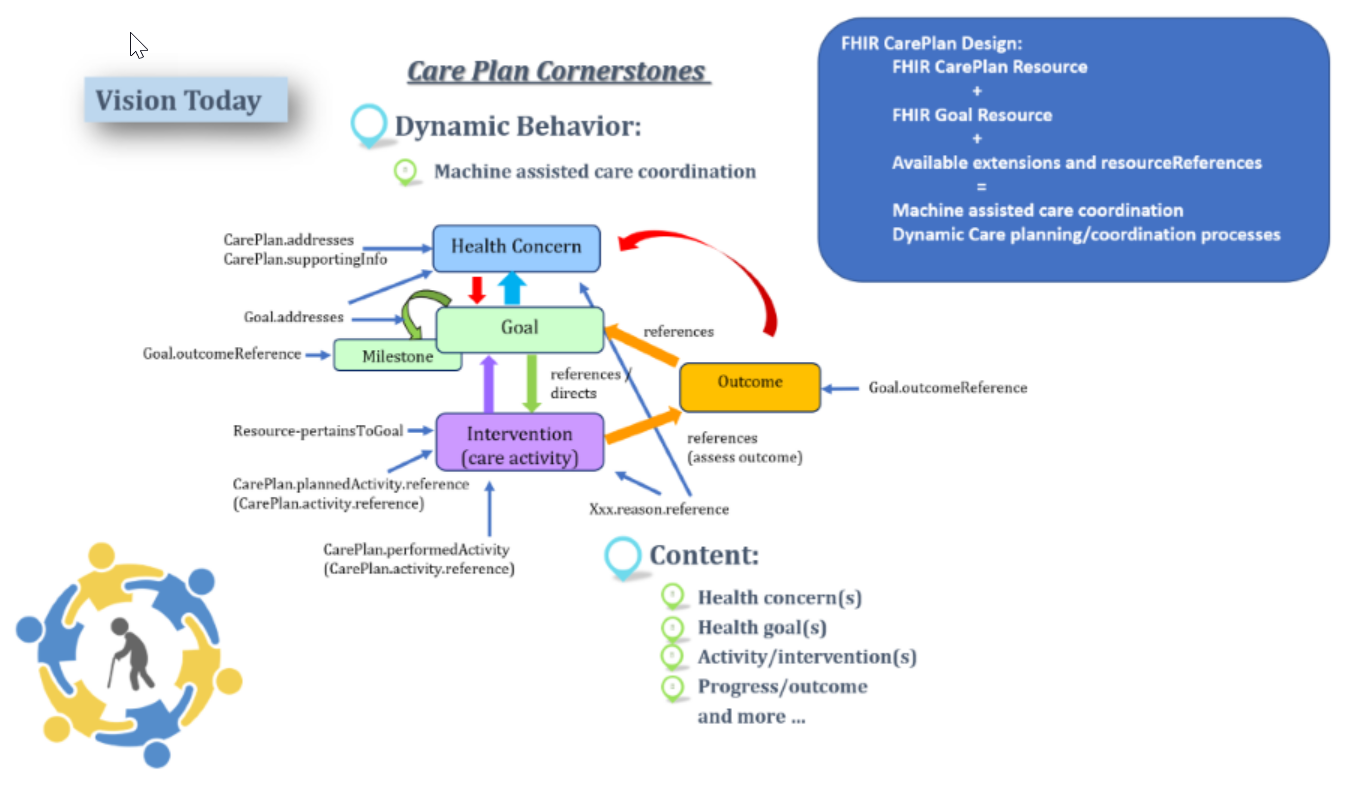 Vision Today
Care Plan Cornerstones
Dynamic Behavior:
Machine assisted care coordination
FHIR CarePlan Design:
FHIR CarePlan Resource
+
FHIR Goal Resource
+
Available extensions and resourceReferences
=
Machine assisted care coordination
Dynamic Care planning/coordination processes
CarePlan.addresses
CarePlan.supportingInfo
Health Concern
Goal.addresses
Goal
references
Goal.outcomeReference
Milestone
references /
directs
Outcome
Goal.outcomeReference
Resource-pertainsToGoal
Intervention
(care activity)
references
(assess outcome)
CarePlan.plannedActivity.reference
(CarePlan.activity.reference)
Xxx.reason.reference
CarePlan.performedActivity
(CarePlan.activity.reference)
Content:
Health concern(s)
Health goal(s)
Activity/intervention(s)
Progress/outcome
and more ...